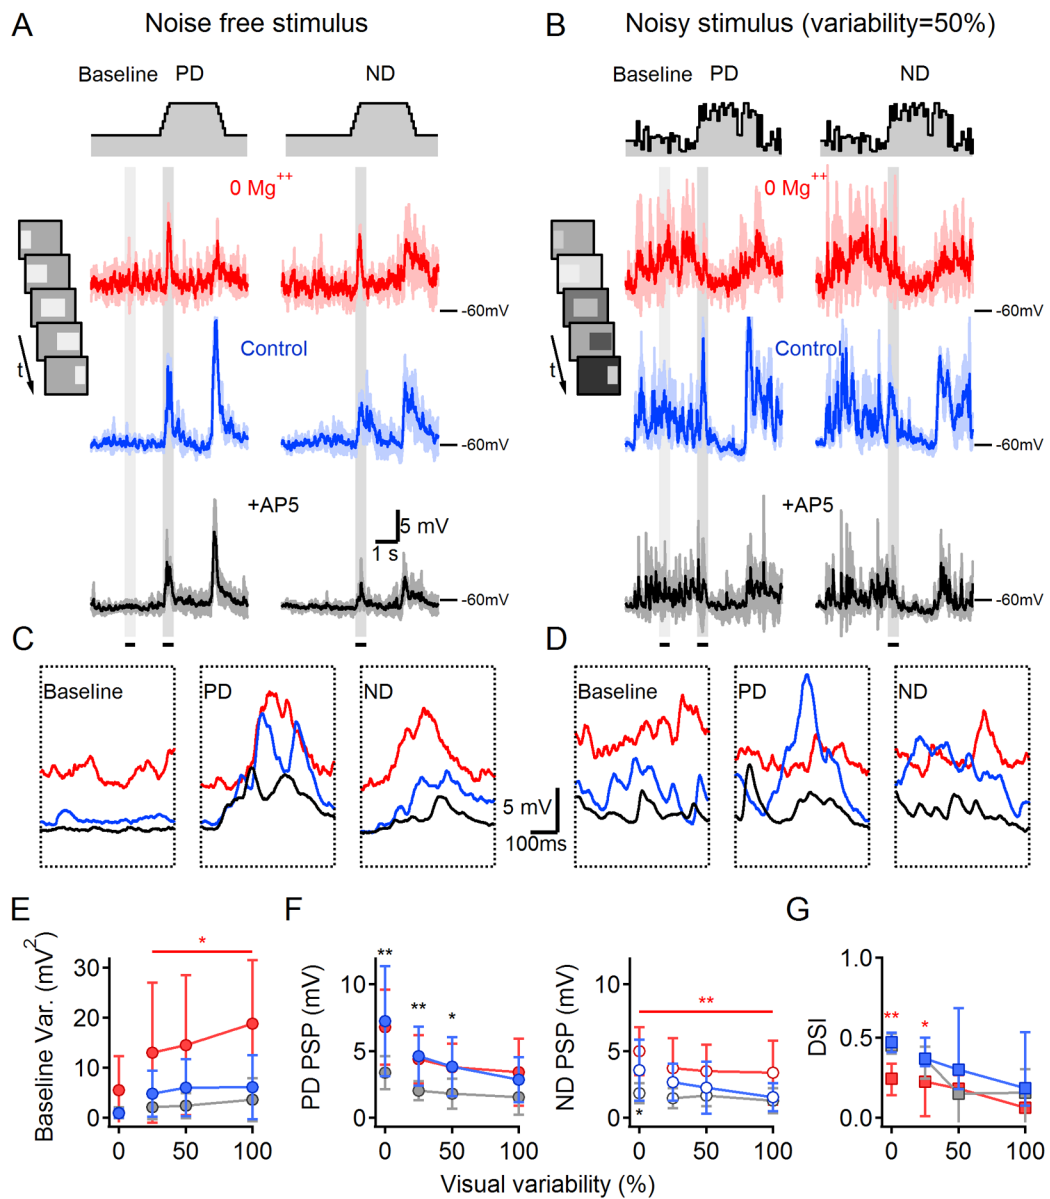 A Noise free stimulus
B Noisy stimulus (variability=50%)
Baseline PD ND
Baseline PD ND
0 Mg++
0 Mg++
-60mV
-60mV
t
Control
t
Control
-60mV
-60mV
+AP5
+AP5
5 mV
1 s
-60mV
-60mV
C
D
Baseline
PD
ND
Baseline
PD
ND
5 mV
100ms
E
F
G
Baseline Var. (mV2)
30
20
10
0
*
0 50 100
PD PSP (mV)
10
5
0
**
**
*
0 50 100
ND PSP (mV)
10
5
0
**
*
0 50 100
DSI
1.0
0.5
0.0
**
*
0 50 100
Visual variability (%)